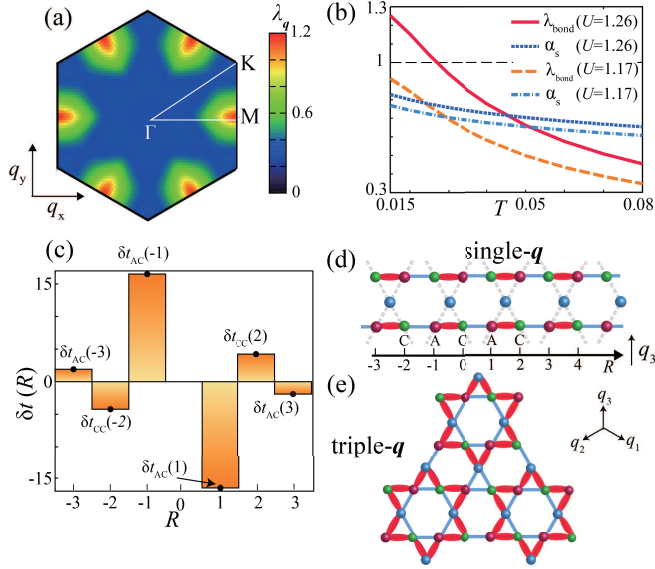 (a)
λq
1.2
0.6
0
K
M
Γ
qy
qx
(b)
1.3
1
0.3
λbond (U=1.26)
αs (U=1.26)
λbond (U=1.17)
αs (U=1.17)
0.015
T
0.05
0.08
(c)
δt (R)
15
0
-15
δtAC(-1)
δtAC(-3)
δtCC(2)
δtCC(-2)
δtAC(3)
δtAC(1)
-3 -2 -1 0 1 2 3
R
(d)
single-q
C A C A C
-3 -2 -1 0 1 2 3 4 R
q3
(e)
triple-q
q3
q2 q1